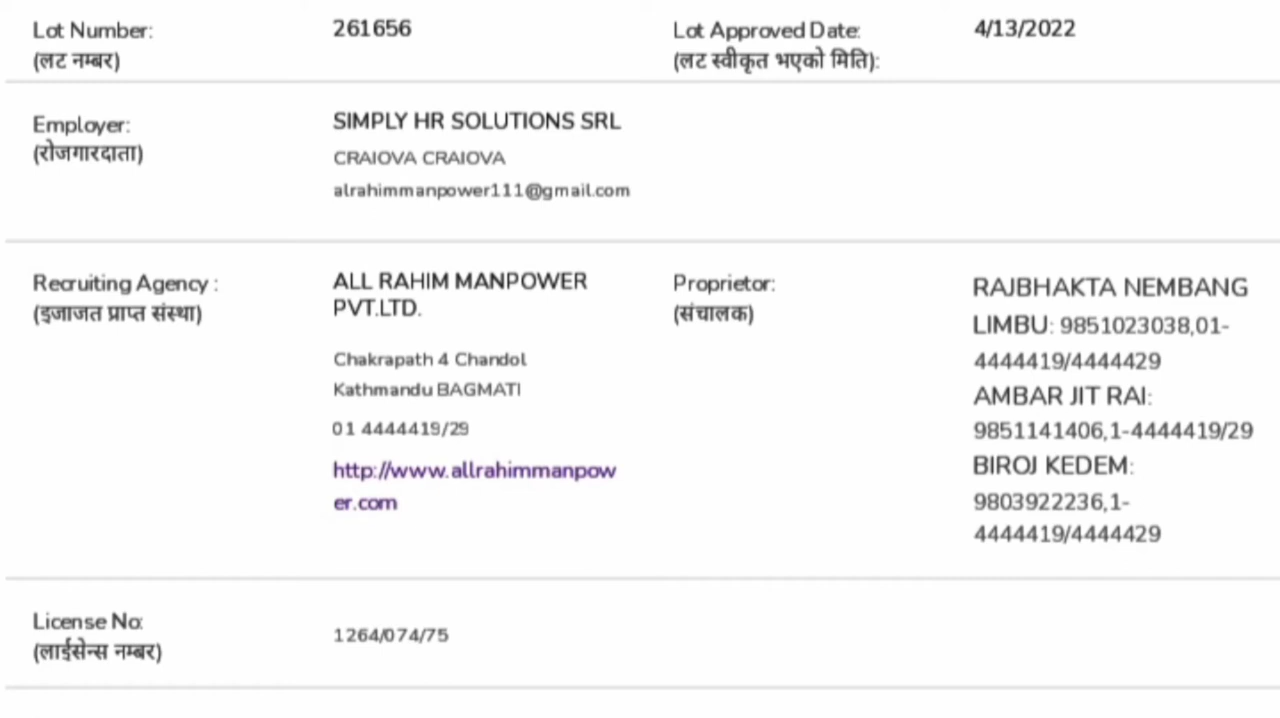 Lot Number: 261656 Lot Approved Date: 4/13/2022
(लट नम्बर) (लट स्वीकृत भएको मिति):
Employer: SIMPLY HR SOLUTIONS SRL
(रोजगारदाता) CRAIOVA CRAIOVA
alrahimmanpower111@gmail.com
Recruiting Agency : ALL RAHIM MANPOWER PVT.LTD.
(इजाजत प्राप्त संस्था)
Chakrapath 4 Chandol
Kathmandu BAGMATI
01 4444419/29
http://www.allrahimmanpow
er.com
Proprietor:
(संचालक)
RAJBHAKTA NEMBANG
LIMBU: 9851023038,01-
4444419/4444429
AMBAR JIT RAI:
9851141406,1-4444419/29
BIROJ KEDEM:
9803922236,1-
4444419/4444429
License No: 1264/074/75
(लाईसेन्स नम्बर)